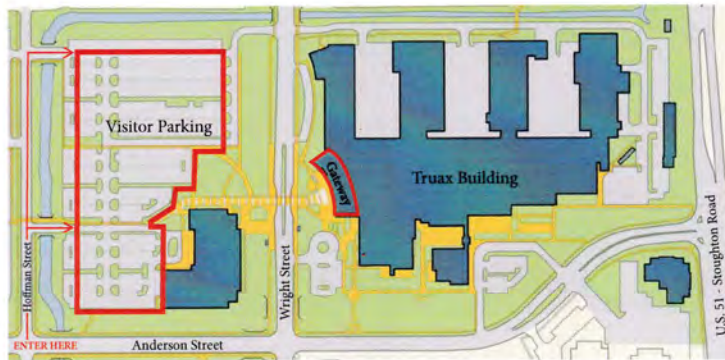 Visitor Parking
Gateway
Truax Building
Hoffman Street
Wright Street
U.S. 51 - Stoughton Road
ENTER HERE
Anderson Street